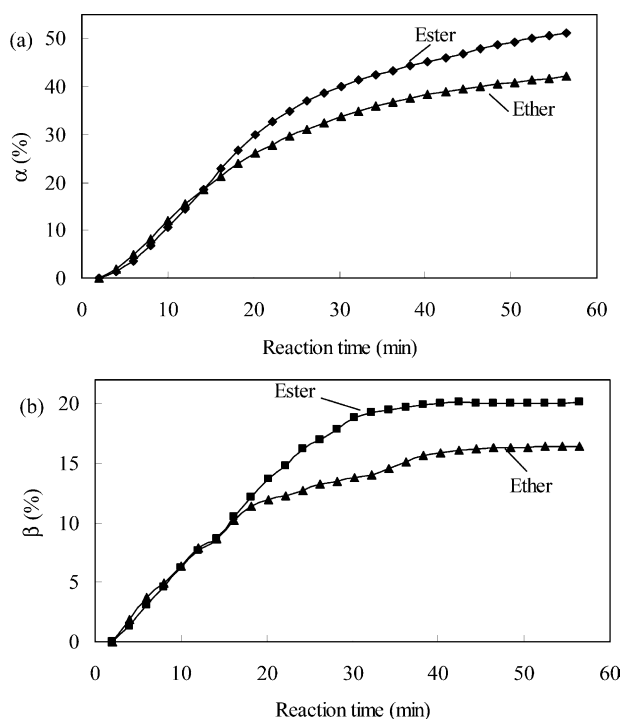 (a)
50
40
30
20
10
0
α (%)
Ester
Ether
0 10 20 30 40 50 60
Reaction time (min)
(b)
20
15
10
5
0
β (%)
Ester
Ether
0 10 20 30 40 50 60
Reaction time (min)